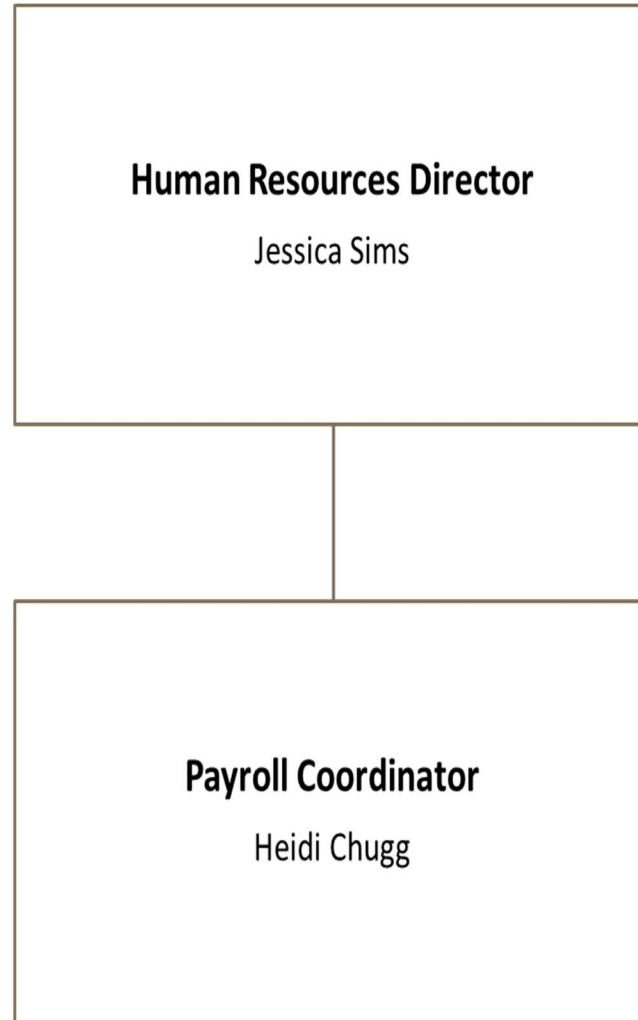 Human Resources Director
Jessica Sims
Payroll Coordinator
Heidi Chugg